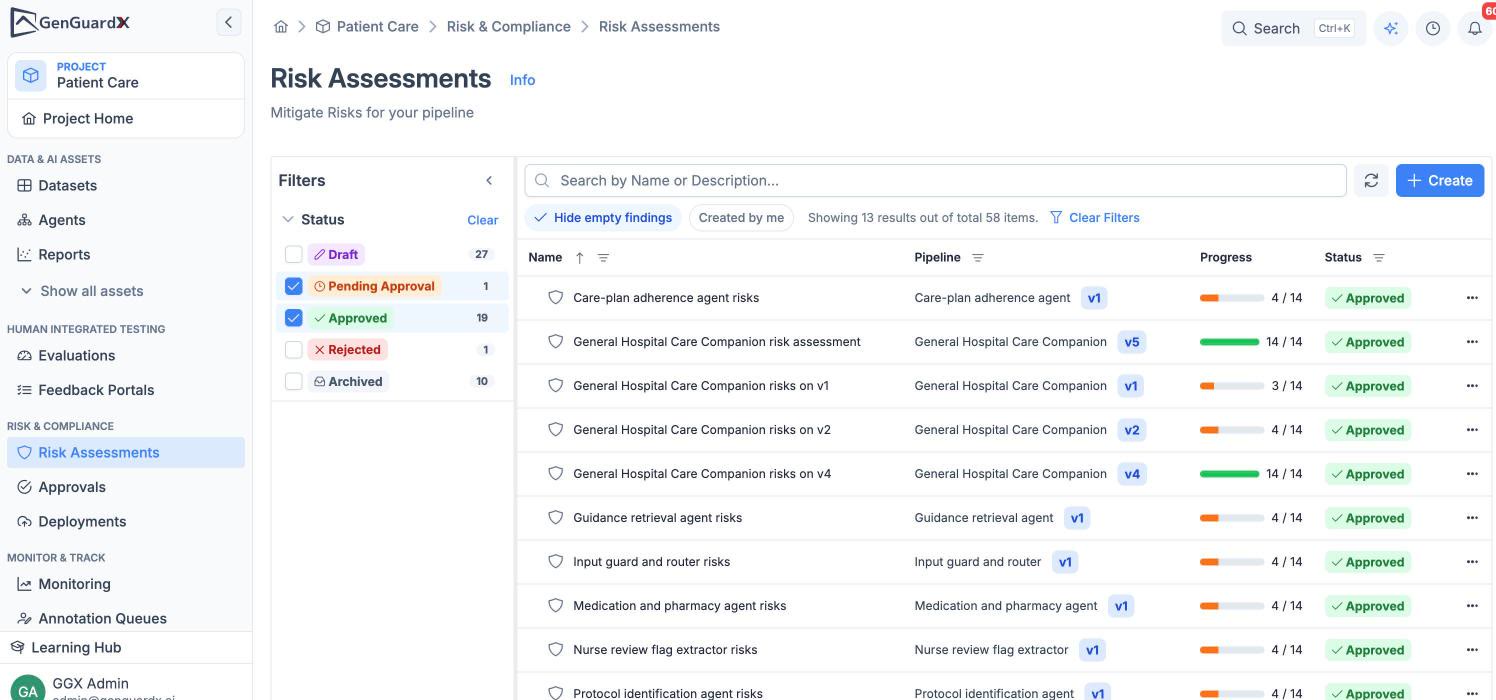 GenGuardX
PROJECT
Patient Care
Project Home
DATA & AI ASSETS
Datasets
Agents
Reports
Show all assets
HUMAN INTEGRATED TESTING
Evaluations
Feedback Portals
RISK & COMPLIANCE
Risk Assessments
Approvals
Deployments
MONITOR & TRACK
Monitoring
Annotation Queues
Learning Hub
GA GGX Admin
Patient Care Risk & Compliance Risk Assessments
Search Ctrl+K
60
Risk Assessments Info
Mitigate Risks for your pipeline
Filters
Status Clear
Draft 27
Pending Approval 1
Approved 19
Rejected 1
Archived 10
Search by Name or Description...
Create
Hide empty findings Created by me Showing 13 results out of total 58 items. Clear Filters
Name Pipeline Progress Status
Care-plan adherence agent risks Care-plan adherence agent v1 4 / 14 Approved
General Hospital Care Companion risk assessment General Hospital Care Companion v5 14 / 14 Approved
General Hospital Care Companion risks on v1 General Hospital Care Companion v1 3 / 14 Approved
General Hospital Care Companion risks on v2 General Hospital Care Companion v2 4 / 14 Approved
General Hospital Care Companion risks on v4 General Hospital Care Companion v4 14 / 14 Approved
Guidance retrieval agent risks Guidance retrieval agent v1 4 / 14 Approved
Input guard and router risks Input guard and router v1 4 / 14 Approved
Medication and pharmacy agent risks Medication and pharmacy agent v1 4 / 14 Approved
Nurse review flag extractor risks Nurse review flag extractor v1 4 / 14 Approved
Protocol identification agent risks Protocol identification agent v1 4 / 14 Approved